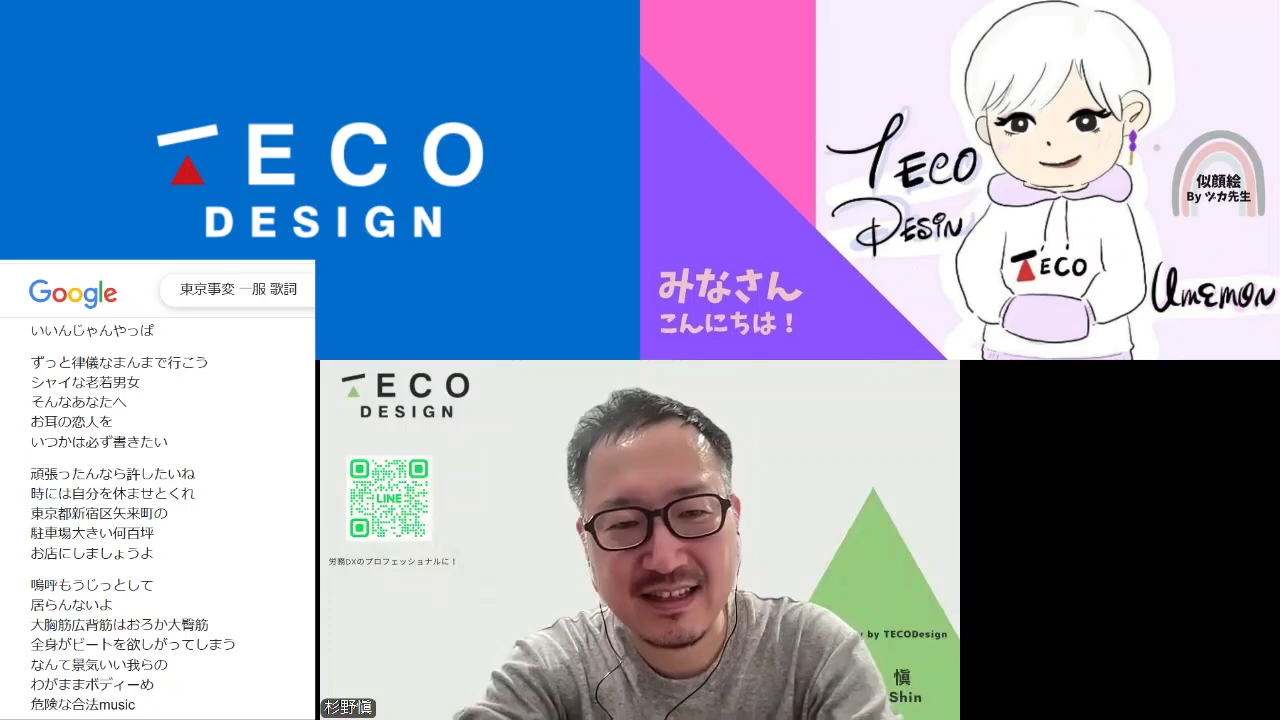 TECO
DESIGN
みなさん
こんにちは！
TECO
DESIN
似顔絵
By ヅカ先生
TECO
UMEMON
Google
東京事変 一服 歌詞
いいんじゃんやっぱ
ずっと律儀なまんまで行こう
シャイな老若男女
そんなあなたへ
お耳の恋人を
いつかは必ず書きたい
頑張ったんなら許したいね
時には自分を休ませとくれ
東京都新宿区矢来町の
駐車場大きい何百坪
お店にしましょうよ
嗚呼もうじっとして
居らんないよ
大胸筋広背筋はおろか大臀筋
全身がビートを欲しがってしまう
なんて景気いい我らの
わがままボディーめ
危険な合法music
TECO
DESIGN
LINE
労務DXのプロフェッショナルに！
by TECODesign
愼
Shin
杉野愼